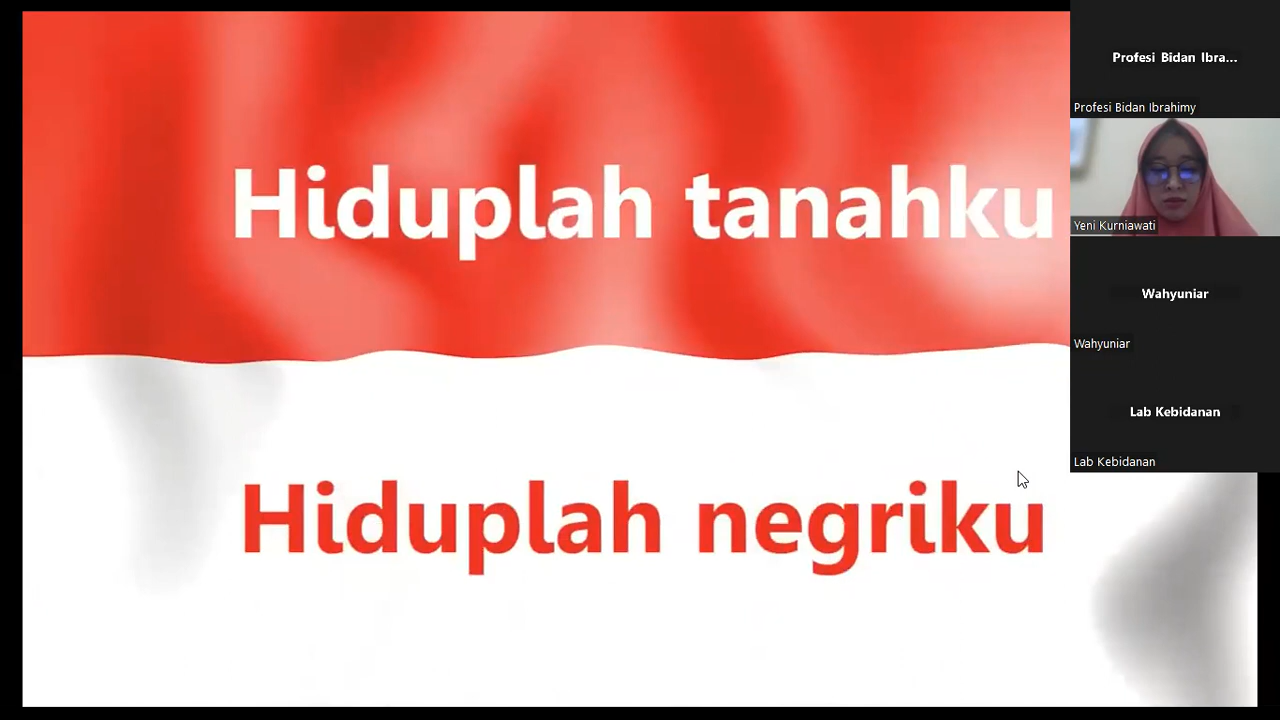 Hiduplah tanahku
Hiduplah negriku
Profesi Bidan Ibra...
Profesi Bidan Ibrahimy
Yeni Kurniawati
Wahyuniar
Wahyuniar
Lab Kebidanan
Lab Kebidanan